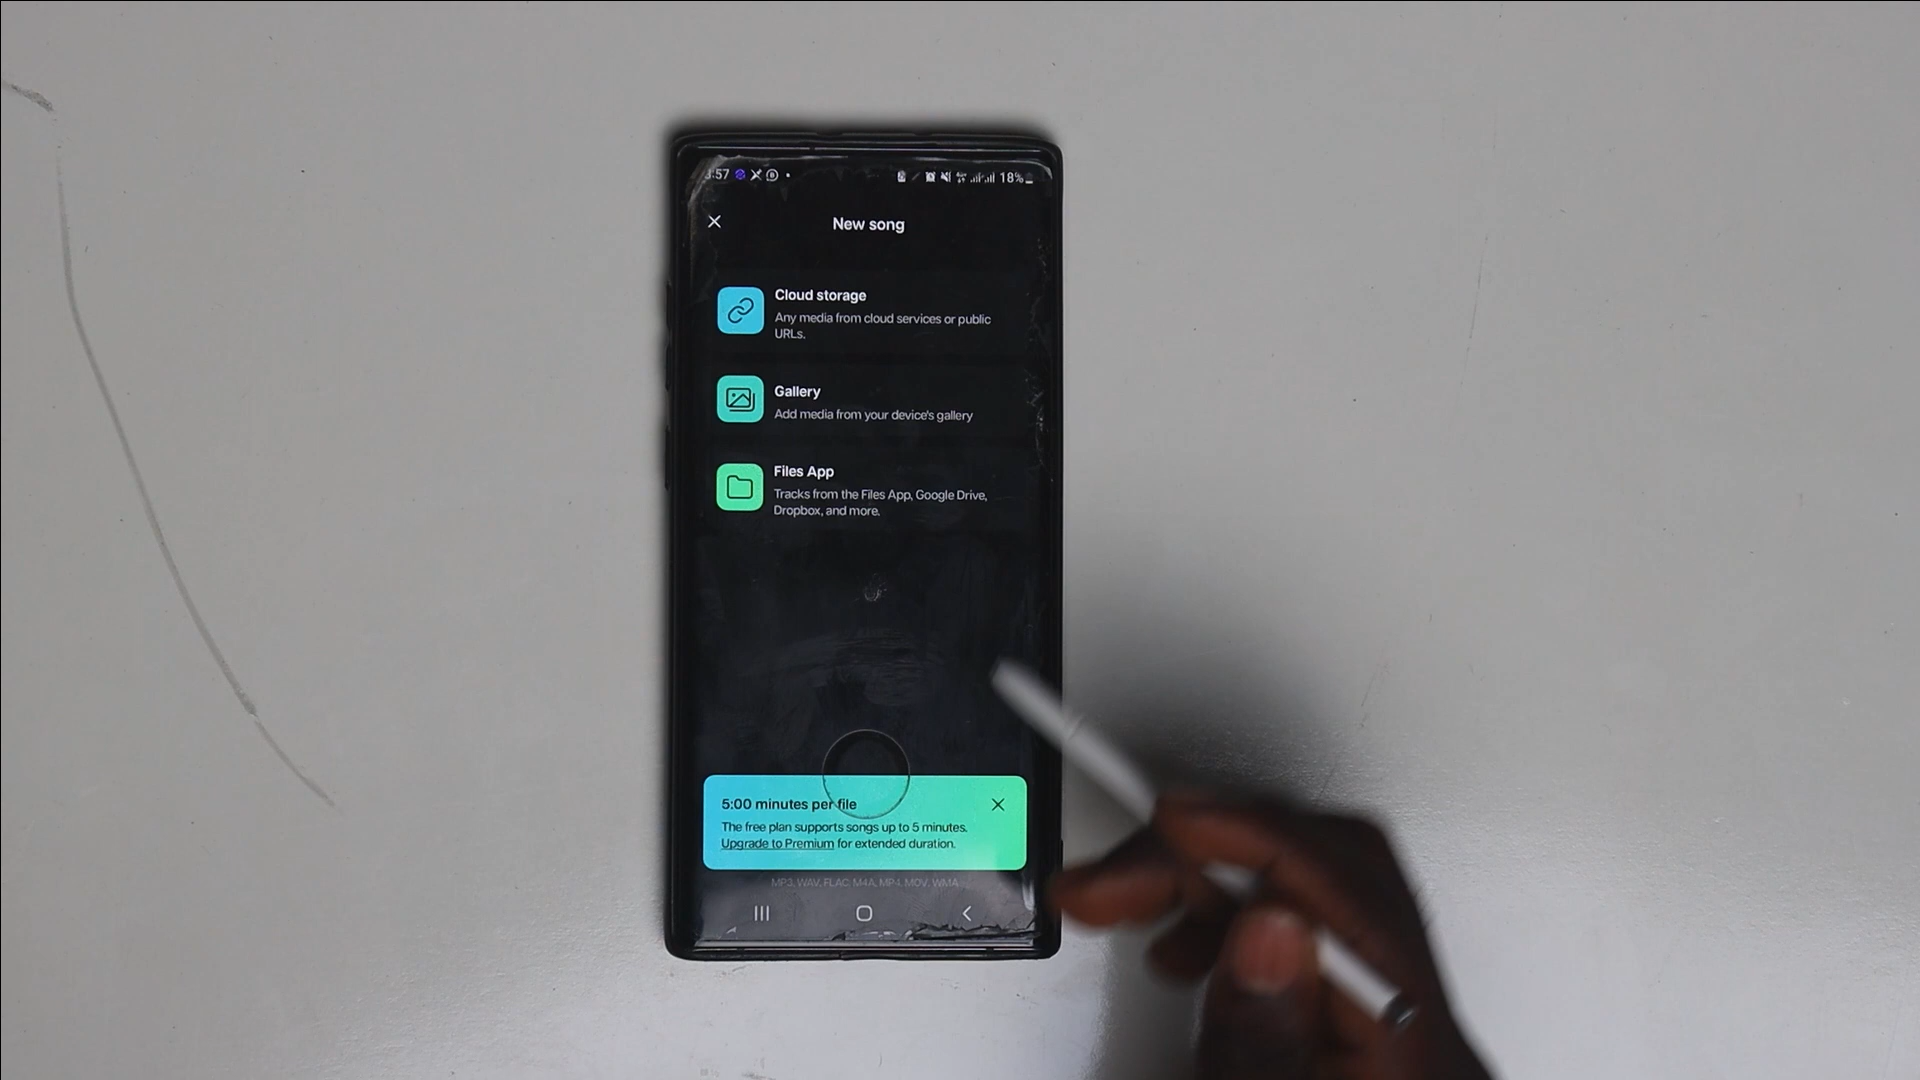 :57 18%
New song
Cloud storage
Any media from cloud services or public
URLs.
Gallery
Add media from your device's gallery
Files App
Tracks from the Files App, Google Drive,
Dropbox, and more.
5:00 minutes per file
The free plan supports songs up to 5 minutes.
Upgrade to Premium for extended duration.
MP3, WAV, FLAC, M4A, MP4, MOV, WMA